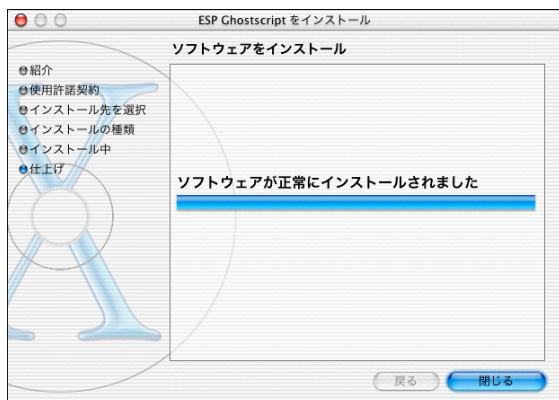 ESP Ghostscript をインストール
ソフトウェアをインストール
紹介
使用許諾契約
インストール先を選択
インストールの種類
インストール中
仕上げ
ソフトウェアが正常にインストールされました
戻る
閉じる